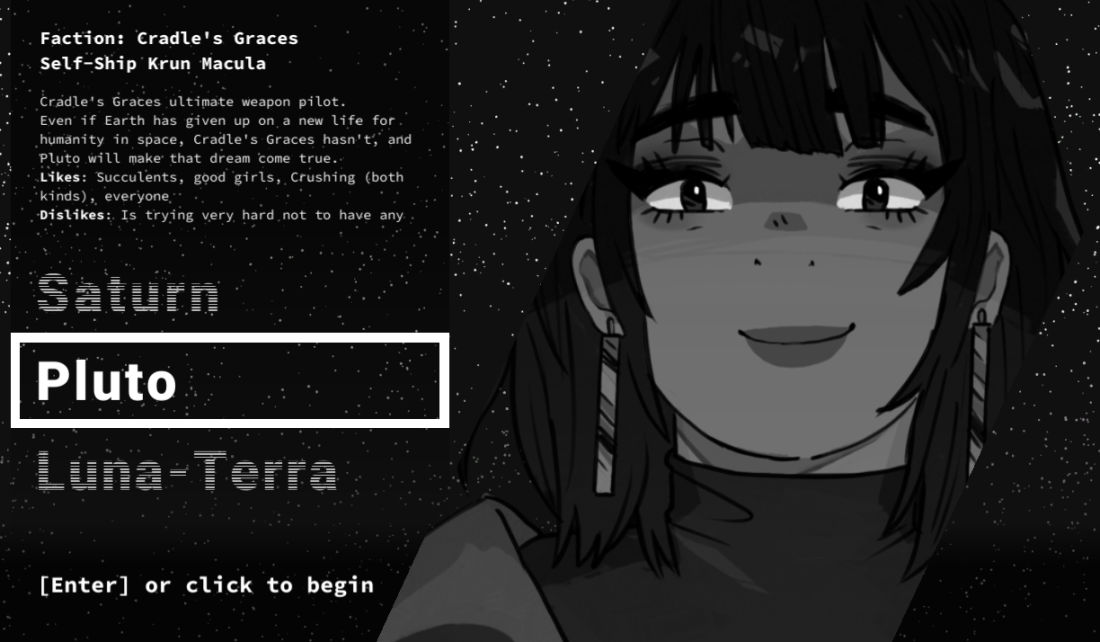 Faction: Cradle's Graces
Self-Ship Krun Macula
Cradle's Graces ultimate weapon pilot.
Even if Earth has given up on a new life for
humanity in space, Cradle's Graces hasn't, and
Pluto will make that dream come true.
Likes: Succulents, good girls, Crushing (both
kinds), everyone
Dislikes: Is trying very hard not to have any
Saturn
Pluto
Luna-Terra
[Enter] or click to begin